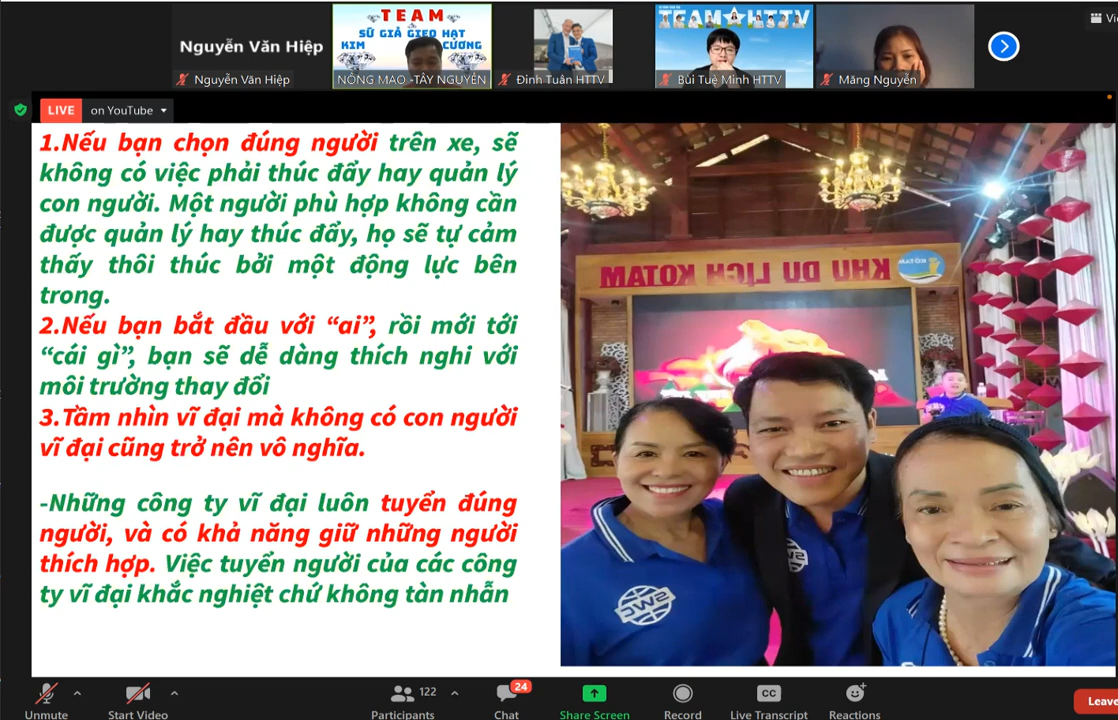 Nguyễn Văn Hiệp
Nguyễn Văn Hiệp
TEAM
SỨ GIẢ GIEO HẠT
KIM CƯƠNG
NÔNG MAO -TÂY NGUYÊN
Đinh Tuân HTTV
TEAM HTTV
Bùi Tuệ Minh HTTV
Măng Nguyễn
LIVE on YouTube
1.Nếu bạn chọn đúng người trên xe, sẽ
không có việc phải thúc đẩy hay quản lý
con người. Một người phù hợp không cần
được quản lý hay thúc đẩy, họ sẽ tự cảm
thấy thôi thúc bởi một động lực bên
trong.
2.Nếu bạn bắt đầu với “ai”, rồi mới tới
“cái gì”, bạn sẽ dễ dàng thích nghi với
môi trường thay đổi
3.Tầm nhìn vĩ đại mà không có con người
vĩ đại cũng trở nên vô nghĩa.
-Những công ty vĩ đại luôn tuyển đúng
người, và có khả năng giữ những người
thích hợp. Việc tuyển người của các công
ty vĩ đại khắc nghiệt chứ không tàn nhẫn
KHU DU LỊCH KOTAM
SWC
Unmute
Start Video
122
Participants
24
Chat
Share Screen
Record
CC
Live Transcript
Reactions
Leave